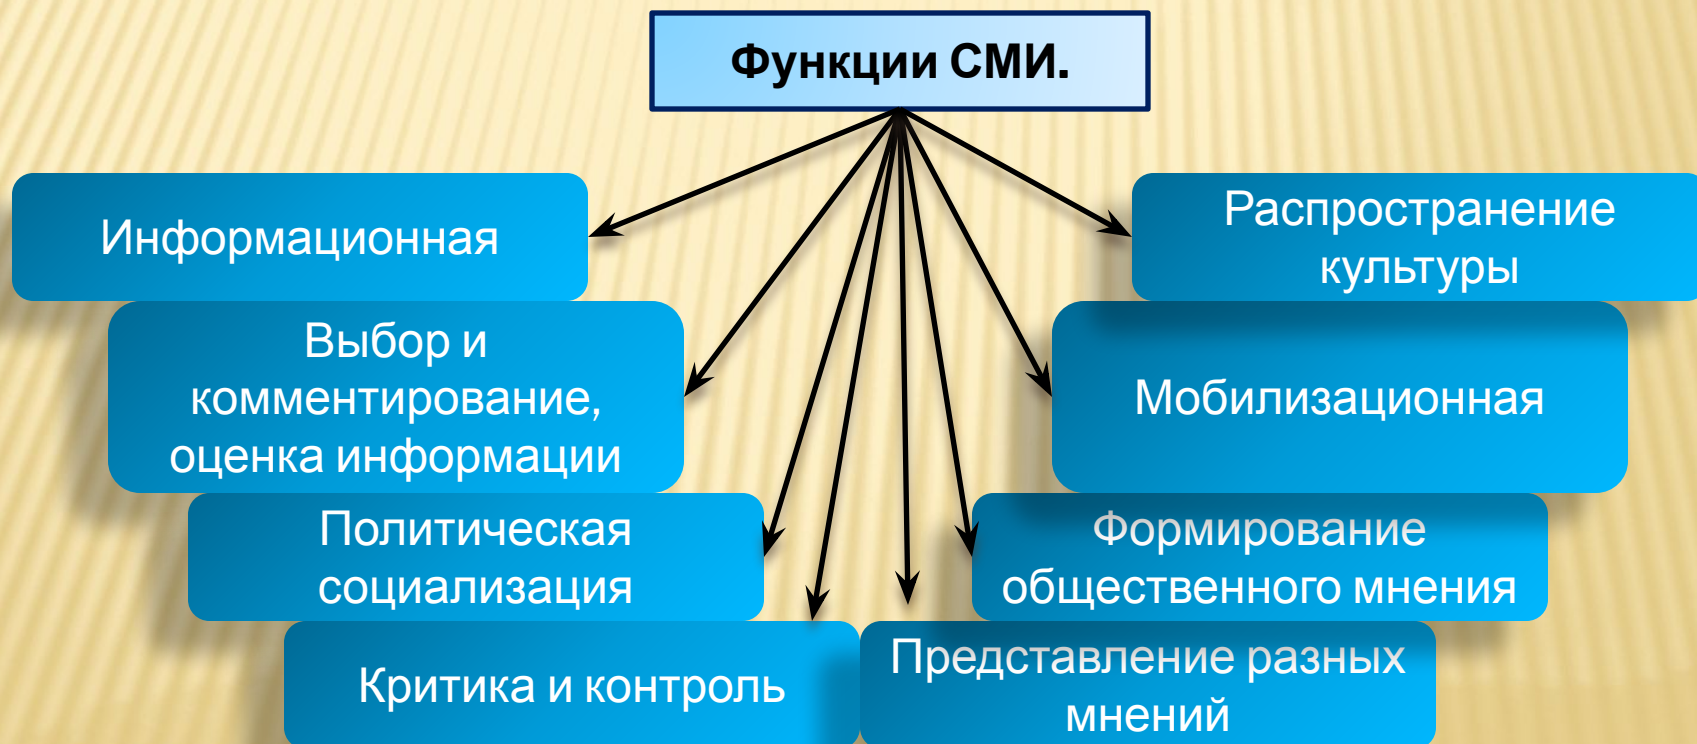 Функции СМИ.
Информационная
Выбор и
комментирование,
оценка информации
Политическая
социализация
Критика и контроль
Распространение
культуры
Мобилизационная
Формирование
общественного мнения
Представление разных
мнений